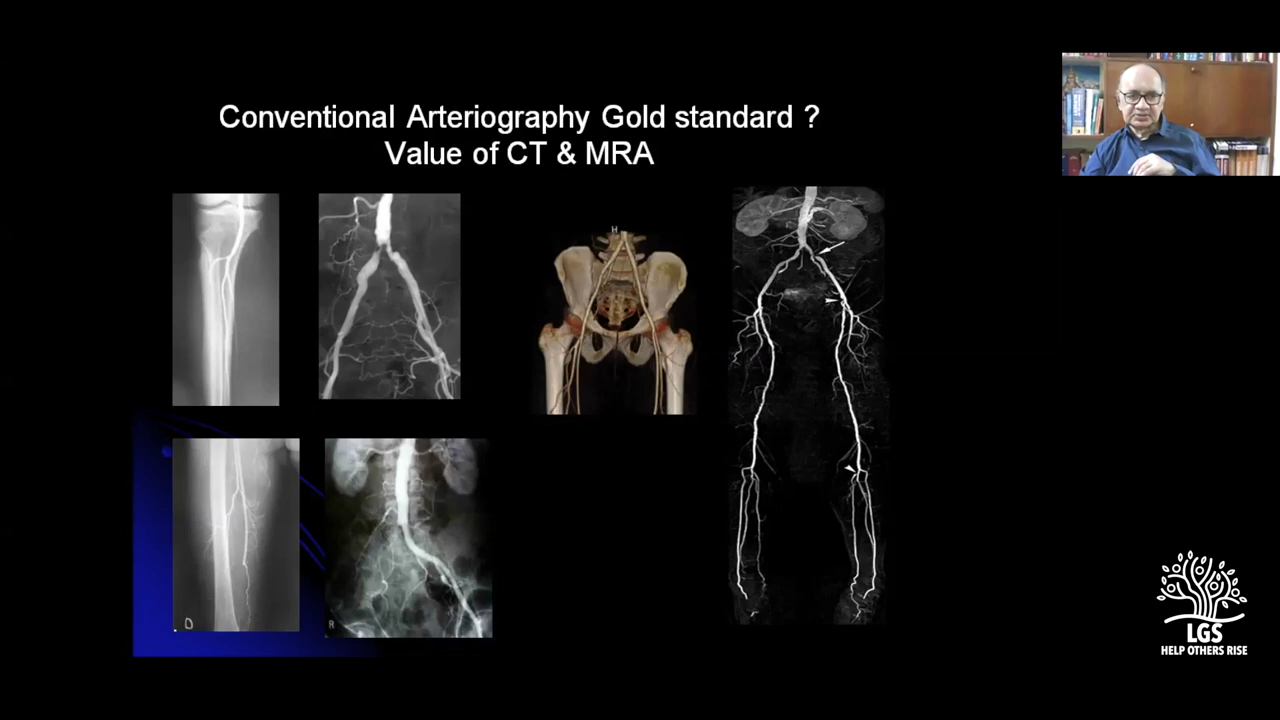 Conventional Arteriography Gold standard ?
Value of CT & MRA
H
D
R
LGS
HELP OTHERS RISE